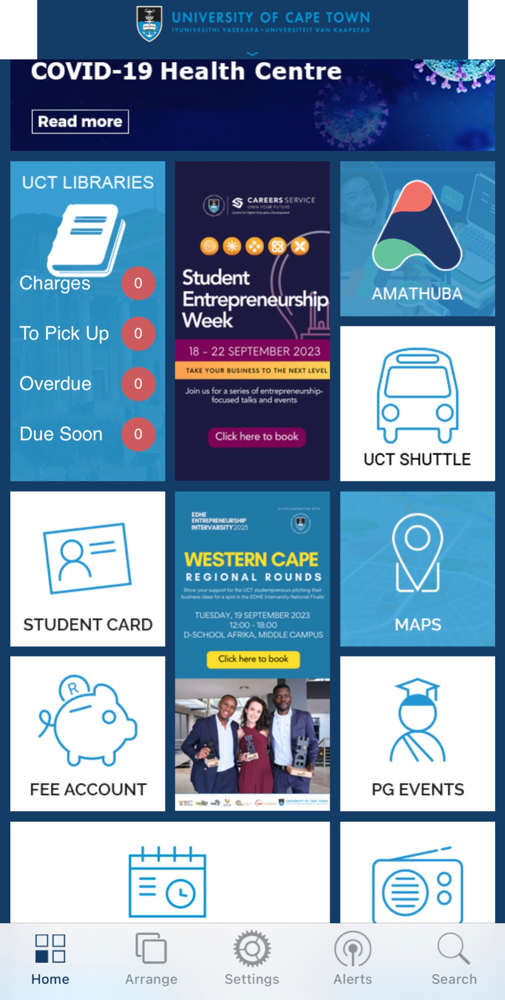 UNIVERSITY OF CAPE TOWN
IYUNIVESITHI YASEKAPA • UNIVERSITEIT VAN KAAPSTAD
COVID-19 Health Centre
Read more
UCT LIBRARIES
Charges 0
To Pick Up 0
Overdue 0
Due Soon 0
CAREERS SERVICE
OWN YOUR FUTURE
Centre for Higher Education Development
Student
Entrepreneurship
Week
18 – 22 SEPTEMBER 2023
TAKE YOUR BUSINESS TO THE NEXT LEVEL
Join us for a series of entrepreneurship-
focused talks and events
Click here to book
AMATHUBA
UCT SHUTTLE
STUDENT CARD
EDHE
ENTREPRENEURSHIP
INTERVARSITY 2023
IN COLLABORATION WITH
WESTERN CAPE
REGIONAL ROUNDS
Show your support for the UCT studentpreneurs pitching their
business ideas for a spot in the EDHE Intervarsity National Finals!
TUESDAY, 19 SEPTEMBER 2023
12:00 - 18:00
D-SCHOOL AFRIKA, MIDDLE CAMPUS
Click here to book
EDHE
UNIVERSITY OF CAPE TOWN
MAPS
R
FEE ACCOUNT
PG EVENTS
Home
Arrange
Settings
Alerts
Search